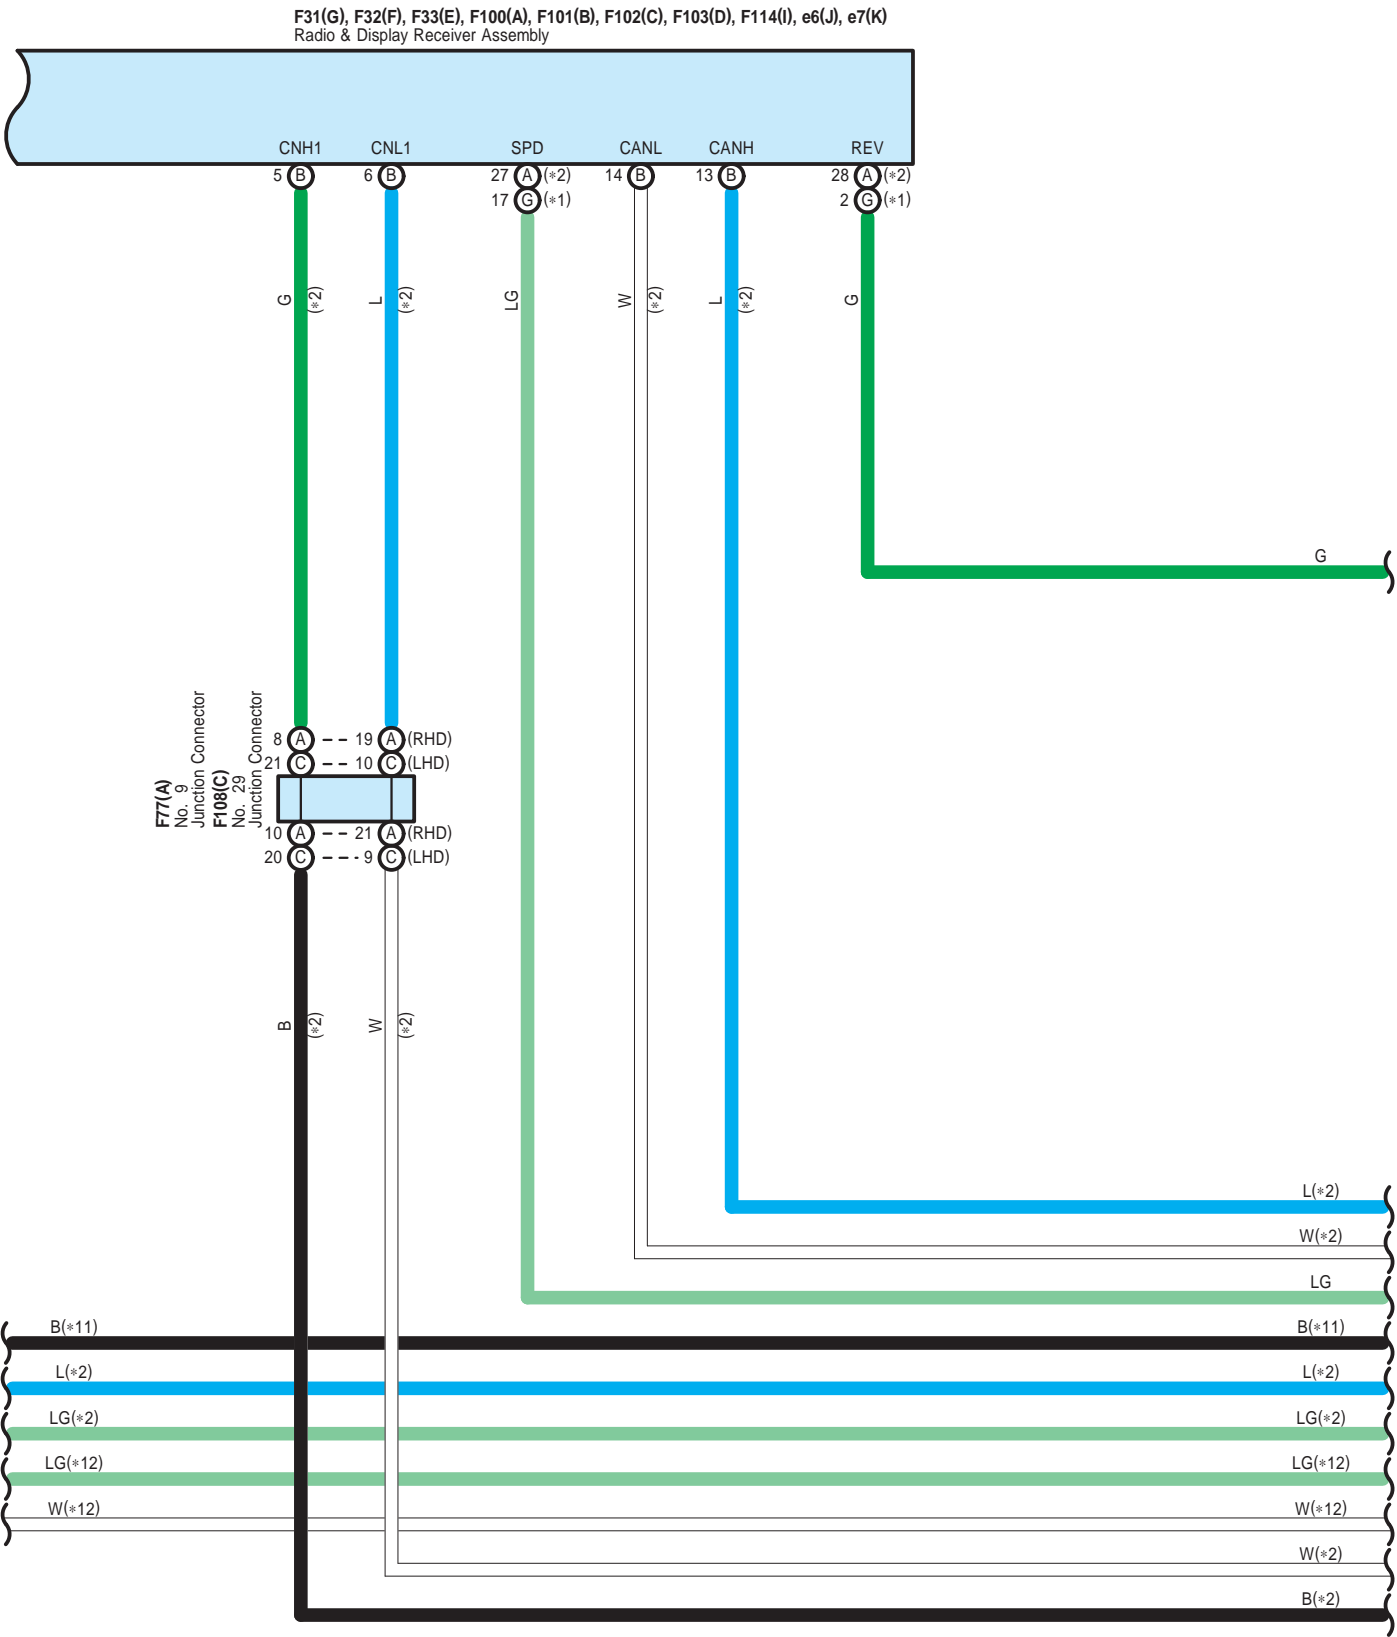 F31(G), F32(F), F33(E), F100(A), F101(B), F102(C), F103(D), F114(I), e6(J), e7(K)
Radio & Display Receiver Assembly
CNH1 CNL1 SPD CANL CANH REV
5 B 6 B 27 A (*2) 14 B 13 B 28 A (*2)
17 G (*1) 2 G (*1)
G (*2) L (*2) LG W (*2) L (*2) G
G
F77(A)
No. 9
Junction Connector
F108(C)
No. 29
Junction Connector
8 A 19 A (RHD)
21 C 10 C (LHD)
10 A 21 A (RHD)
20 C 9 C (LHD)
B (*2) W (*2)
L(*2)
W(*2)
LG
B(*11) B(*11)
L(*2) L(*2)
LG(*2) LG(*2)
LG(*12) LG(*12)
W(*12) W(*12)
W(*2)
B(*2)